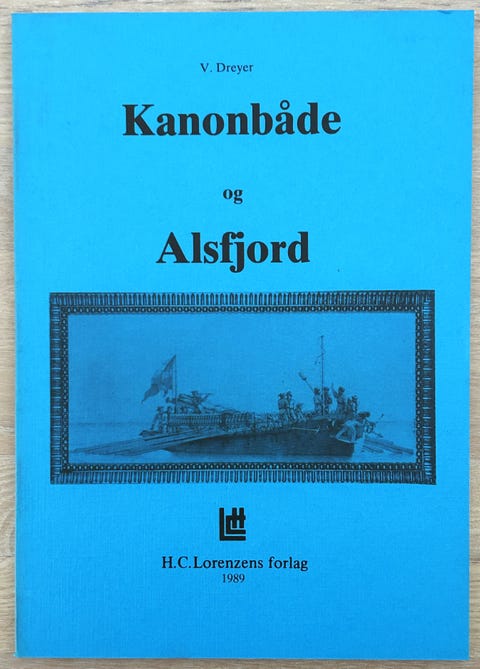 V. Dreyer
Kanonbåde
og
Alsfjord
H.C. Lorenzens forlag
1989